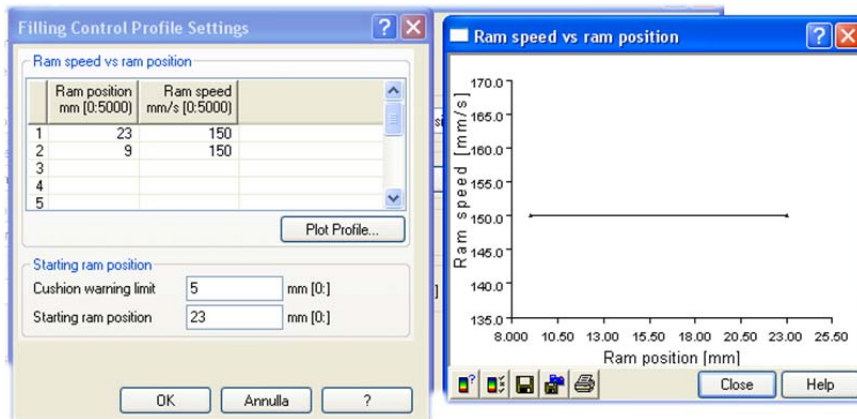 Filling Control Profile Settings
Ram speed vs ram position
Ram position
mm [0:5000)
Ram speed
mm/s [0:5000)
1 23 150
2 9 150
3
4
5
Plot Profile...
Starting ram position
Cushion warning limit 5 mm [0:]
Starting ram position 23 mm [0:]
OK Annulla ?
Ram speed vs ram position
Ram speed [mm/s]
170.0
165.0
160.0
155.0
150.0
145.0
140.0
135.0
8.000 10.50 13.00 15.50 18.00 20.50 23.00 25.50
Ram position [mm]
Close Help